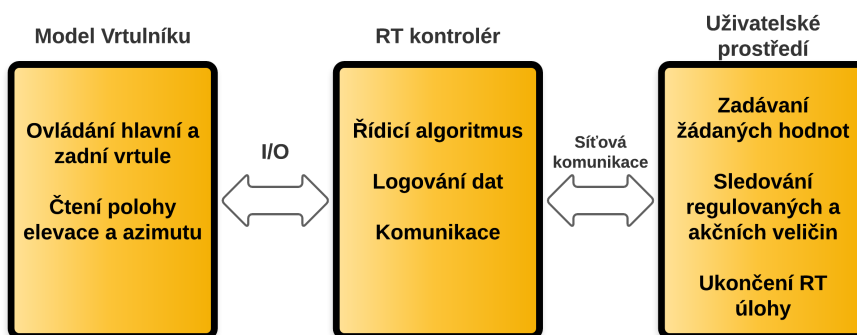 Model Vrtulníku
Ovládání hlavní a
zadní vrtule
Čtení polohy
elevace a azimutu
I/O
RT kontrolér
Řídicí algoritmus
Logování dat
Komunikace
Síťová
komunikace
Uživatelské
prostředí
Zadávaní
žádaných hodnot
Sledování
regulovaných a
akčních veličin
Ukončení RT
úlohy